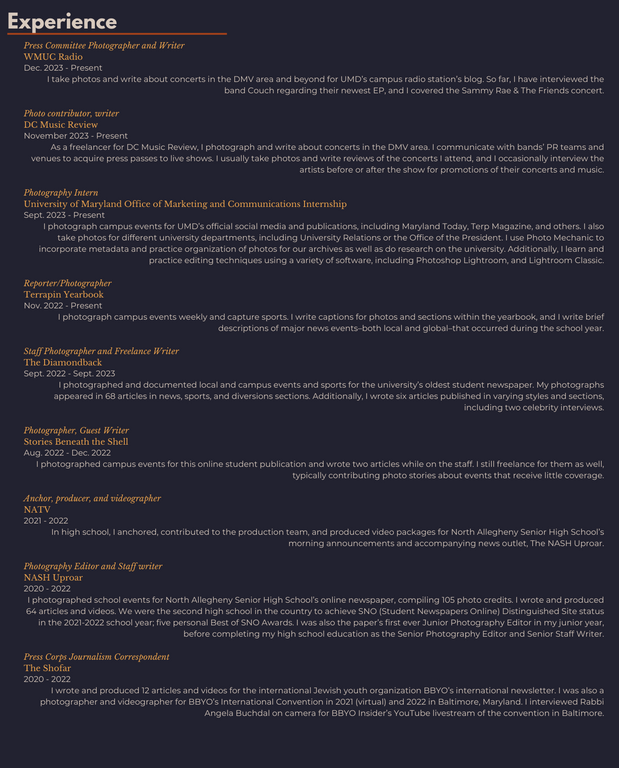 Experience
Press Committee Photographer and Writer
WMUC Radio
Dec. 2023 - Present
I take photos and write about concerts in the DMV area and beyond for UMD's campus radio station's blog. So far, I have interviewed the
band Couch regarding their newest EP, and I covered the Sammy Rae & The Friends concert.
Photo contributor, writer
DC Music Review
November 2023 - Present
As a freelancer for DC Music Review, I photograph and write about concerts in the DMV area. I communicate with bands' PR teams and
venues to acquire press passes to live shows. I usually take photos and write reviews of the concerts I attend, and I occasionally interview the
artists before or after the show for promotions of their concerts and music.
Photography Intern
University of Maryland Office of Marketing and Communications Internship
Sept. 2023 - Present
I photograph campus events for UMD's official social media and publications, including Maryland Today, Terp Magazine, and others. I also
take photos for different university departments, including University Relations or the Office of the President. I use Photo Mechanic to
incorporate metadata and practice organization of photos for our archives as well as do research on the university. Additionally, I learn and
practice editing techniques using a variety of software, including Photoshop Lightroom, and Lightroom Classic.
Reporter/Photographer
Terrapin Yearbook
Nov. 2022 - Present
I photograph campus events weekly and capture sports. I write captions for photos and sections within the yearbook, and I write brief
descriptions of major news events–both local and global–that occurred during the school year.
Staff Photographer and Freelance Writer
The Diamondback
Sept. 2022 - Sept. 2023
I photographed and documented local and campus events and sports for the university's oldest student newspaper. My photographs
appeared in 68 articles in news, sports, and diversions sections. Additionally, I wrote six articles published in varying styles and sections,
including two celebrity interviews.
Photographer, Guest Writer
Stories Beneath the Shell
Aug. 2022 - Dec. 2022
I photographed campus events for this online student publication and wrote two articles while on the staff. I still freelance for them as well,
typically contributing photo stories about events that receive little coverage.
Anchor, producer, and videographer
NATV
2021 - 2022
In high school, I anchored, contributed to the production team, and produced video packages for North Allegheny Senior High School's
morning announcements and accompanying news outlet, The NASH Uproar.
Photography Editor and Staff writer
NASH Uproar
2020 - 2022
I photographed school events for North Allegheny Senior High School's online newspaper, compiling 105 photo credits. I wrote and produced
64 articles and videos. We were the second high school in the country to achieve SNO (Student Newspapers Online) Distinguished Site status
in the 2021-2022 school year; five personal Best of SNO Awards. I was also the paper's first ever Junior Photography Editor in my junior year,
before completing my high school education as the Senior Photography Editor and Senior Staff Writer.
Press Corps Journalism Correspondent
The Shofar
2020 - 2022
I wrote and produced 12 articles and videos for the international Jewish youth organization BBYO's international newsletter. I was also a
photographer and videographer for BBYO's International Convention in 2021 (virtual) and 2022 in Baltimore, Maryland. I interviewed Rabbi
Angela Buchdal on camera for BBYO Insider's YouTube livestream of the convention in Baltimore.